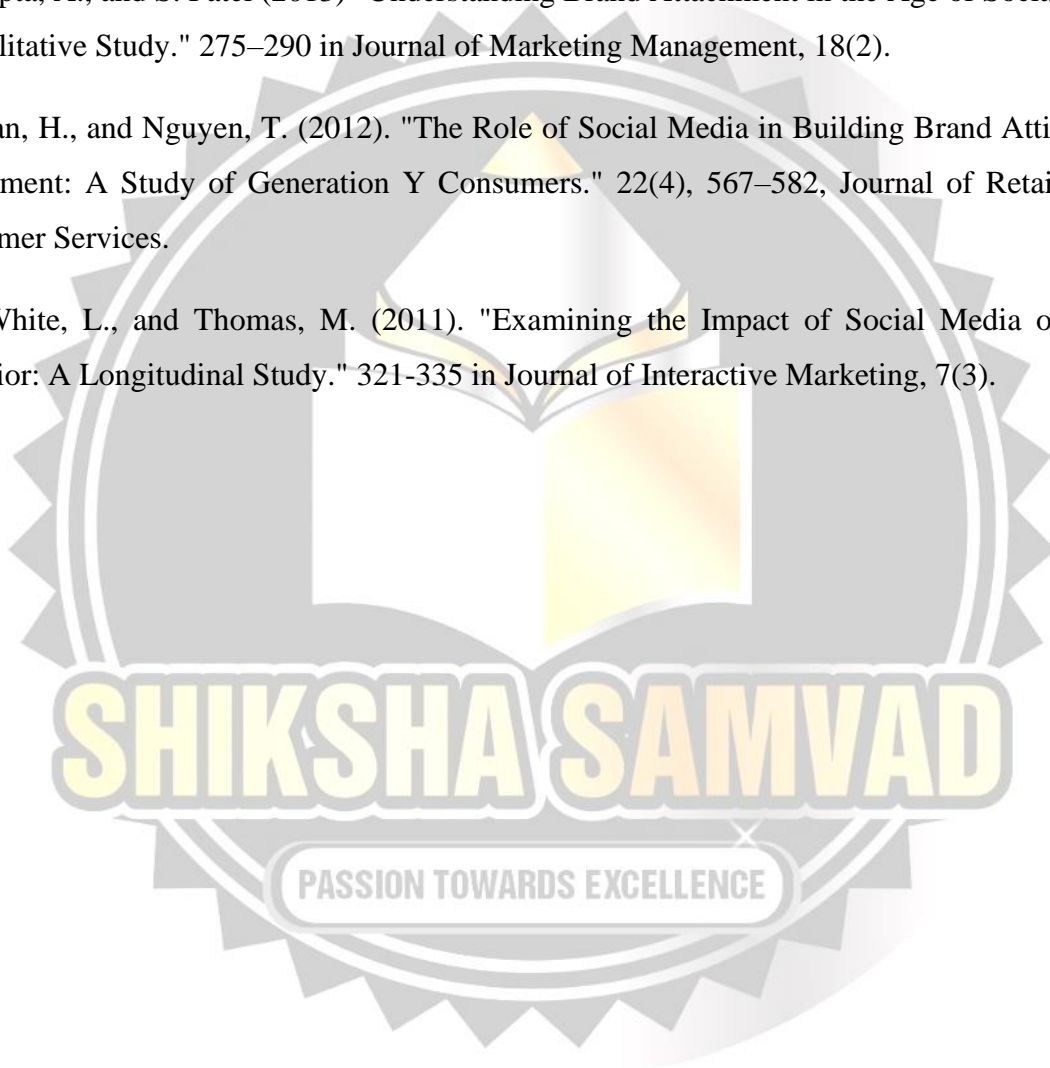 pta, A., and S. Patel (2013) "Understanding Brand Attachment in the Age of Social
litative Study." 275–290 in Journal of Marketing Management, 18(2).
an, H., and Nguyen, T. (2012). "The Role of Social Media in Building Brand Atti
ment: A Study of Generation Y Consumers." 22(4), 567–582, Journal of Retai
mer Services.
White, L., and Thomas, M. (2011). "Examining the Impact of Social Media o
ior: A Longitudinal Study." 321-335 in Journal of Interactive Marketing, 7(3).
SHIKSHA SAMVAD
PASSION TOWARDS EXCELLENCE